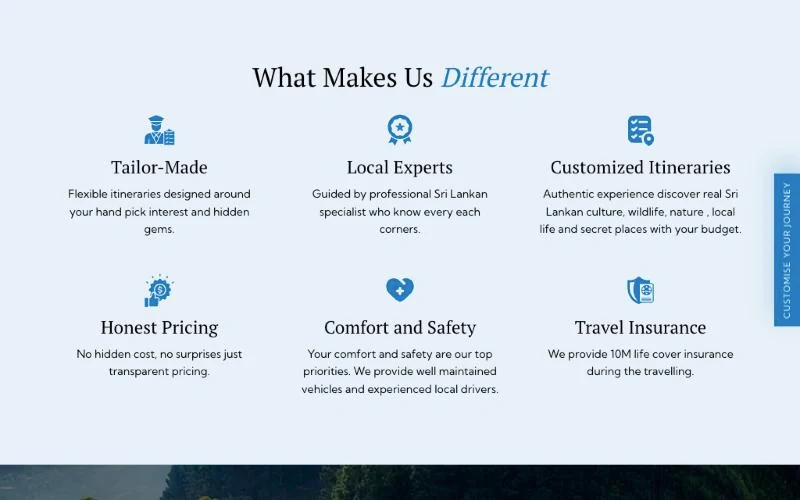 What Makes Us Different
Tailor-Made
Flexible itineraries designed around
your hand pick interest and hidden
gems.
Local Experts
Guided by professional Sri Lankan
specialist who know every each
corners.
Customized Itineraries
Authentic experience discover real Sri
Lankan culture, wildlife, nature , local
life and secret places with your budget.
Honest Pricing
No hidden cost, no surprises just
transparent pricing.
Comfort and Safety
Your comfort and safety are our top
priorities. We provide well maintained
vehicles and experienced local drivers.
Travel Insurance
We provide 10M life cover insurance
during the travelling.
CUSTOMISE YOUR JOURNEY